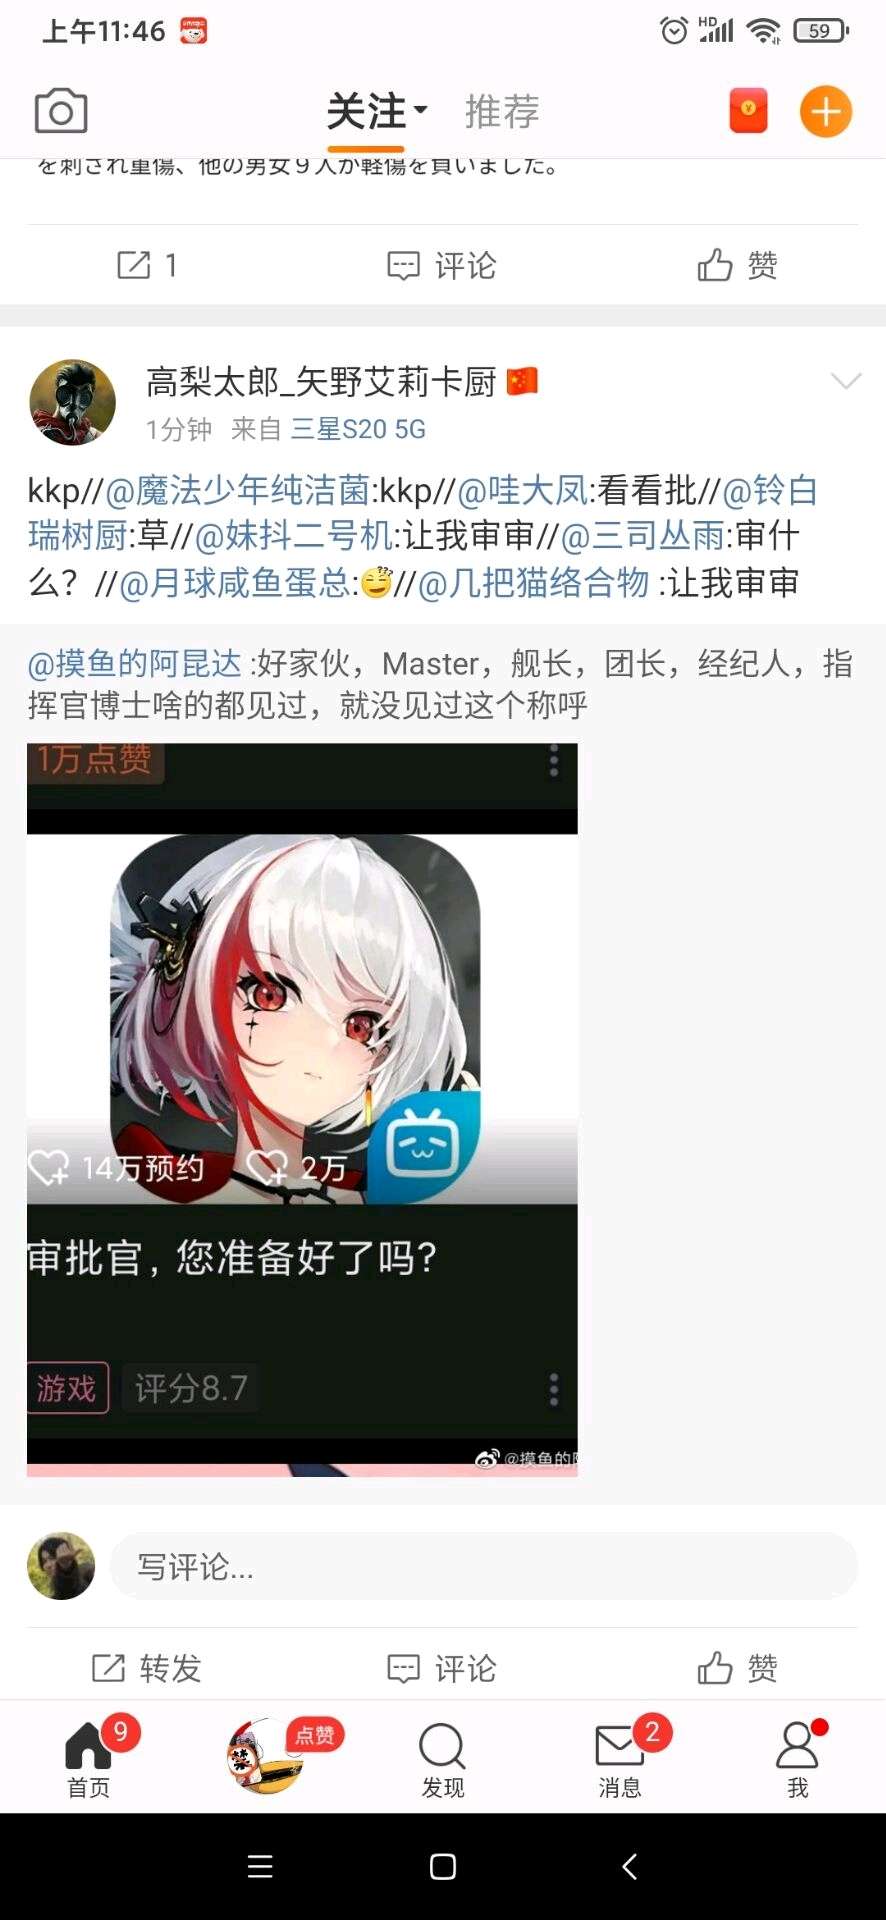 上午11:46
HD
59
关注
推荐
を刺され重傷、他の男女９人が軽傷を負いました。
1
评论
赞
高梨太郎_矢野艾莉卡厨
1分钟 来自 三星S20 5G
kkp//@魔法少年纯洁菌:kkp//@哇大凤:看看批//@铃白
瑞树厨:草//@妹抖二号机:让我审审//@三司丛雨:审什
么？//@月球咸鱼蛋总://@几把猫络合物 :让我审审
@摸鱼的阿昆达 :好家伙，Master，舰长，团长，经纪人，指
挥官博士啥的都见过，就没见过这个称呼
1万点赞
14万预约
2万
审批官，您准备好了吗?
游戏
评分8.7
@摸鱼的阿
写评论...
转发
评论
赞
9
点赞
2
首页
发现
消息
我